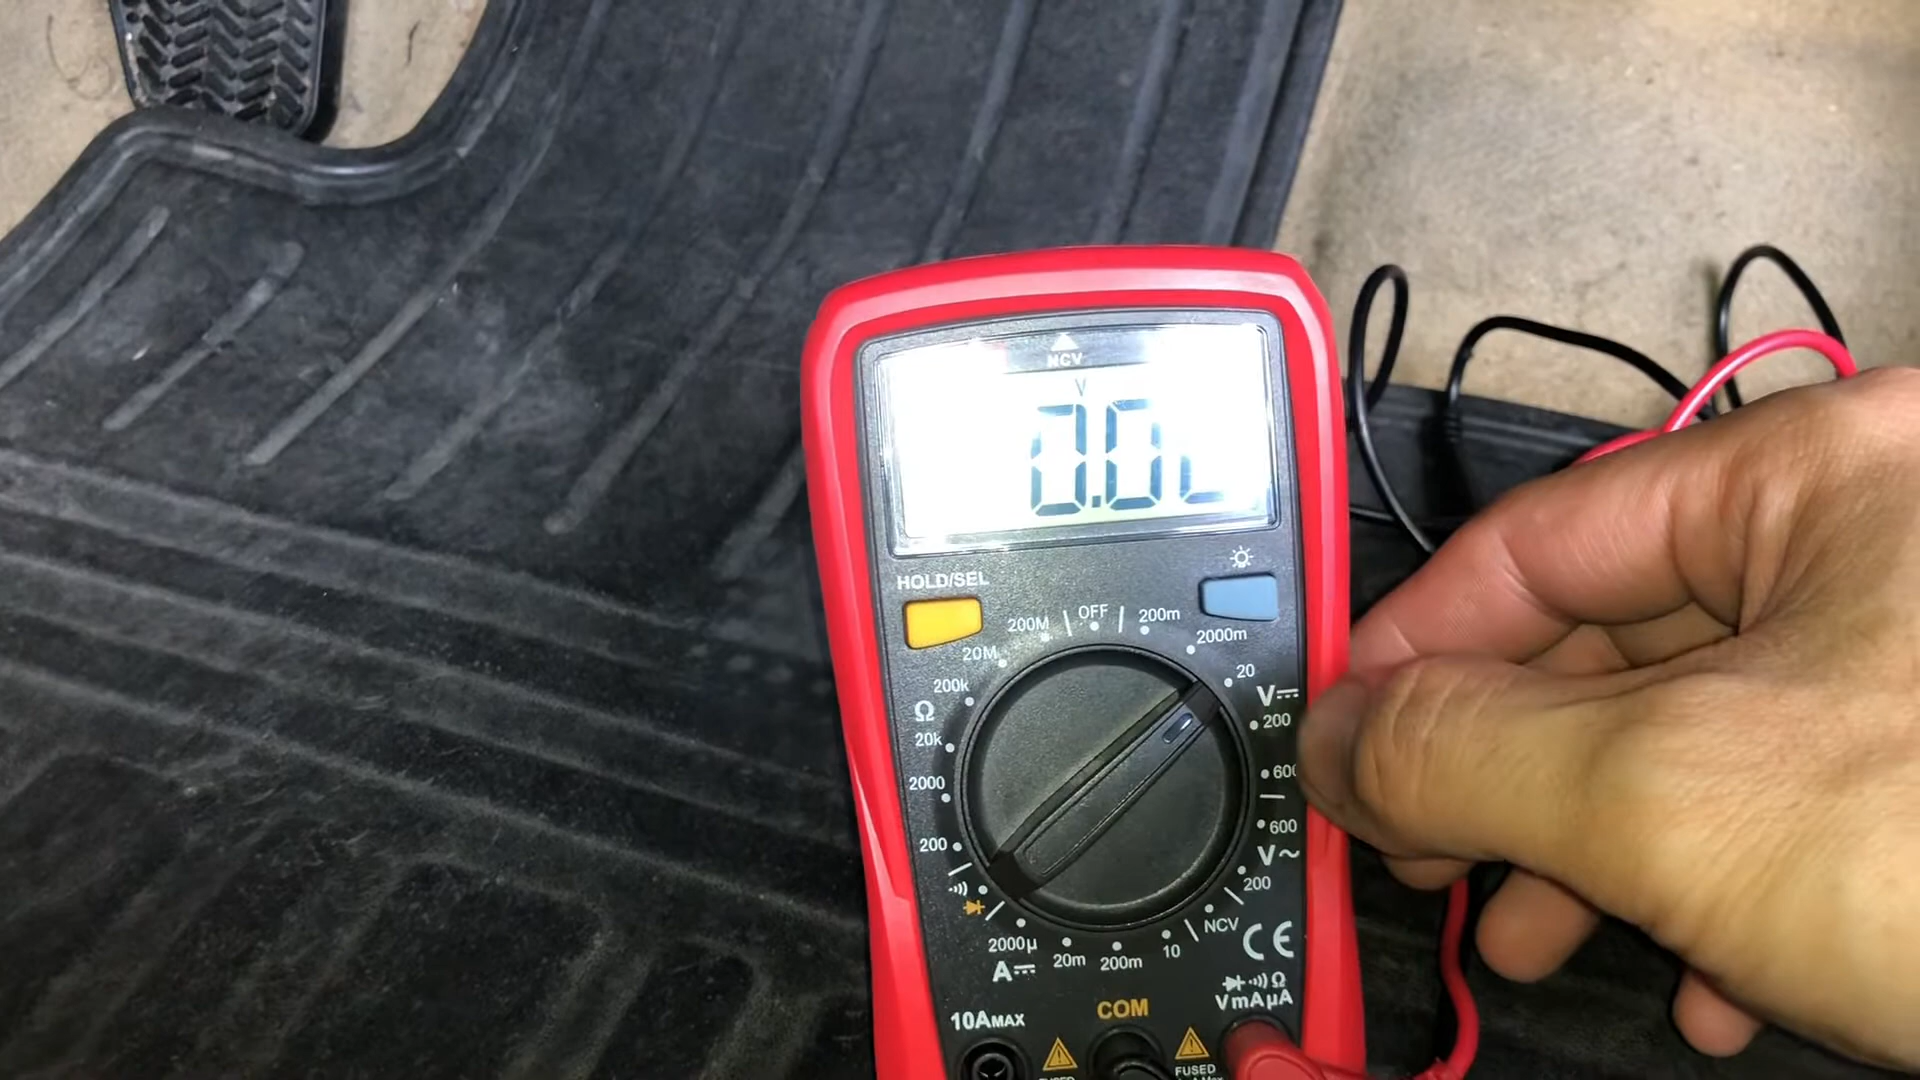 NCV
V
0.0
HOLD/SEL
200M
OFF
200m
20M
2000m
200k
20
Ω
V⎓
20k
200
2000
600
200
V~
200
2000μ
20m
200m
10
NCV
A⎓
CE
Ω
VmAμA
10AMAX
COM
FUSED